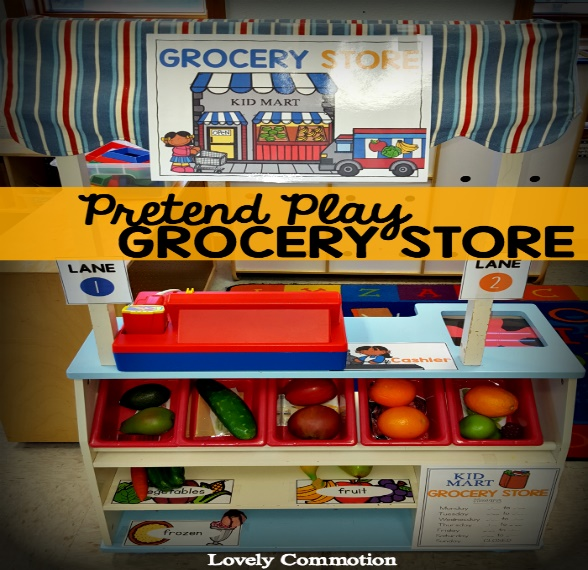 GROCERY STORE
KID MART
OPEN
Pretend Play
GROCERY STORE
LANE
1
LANE
2
Cashier
vegetables
fruit
frozen
KID
MART
GROCERY STORE
Monday
Tuesday
Wednesday
Thursday
Friday
Saturday
Sunday
Lovely Commotion